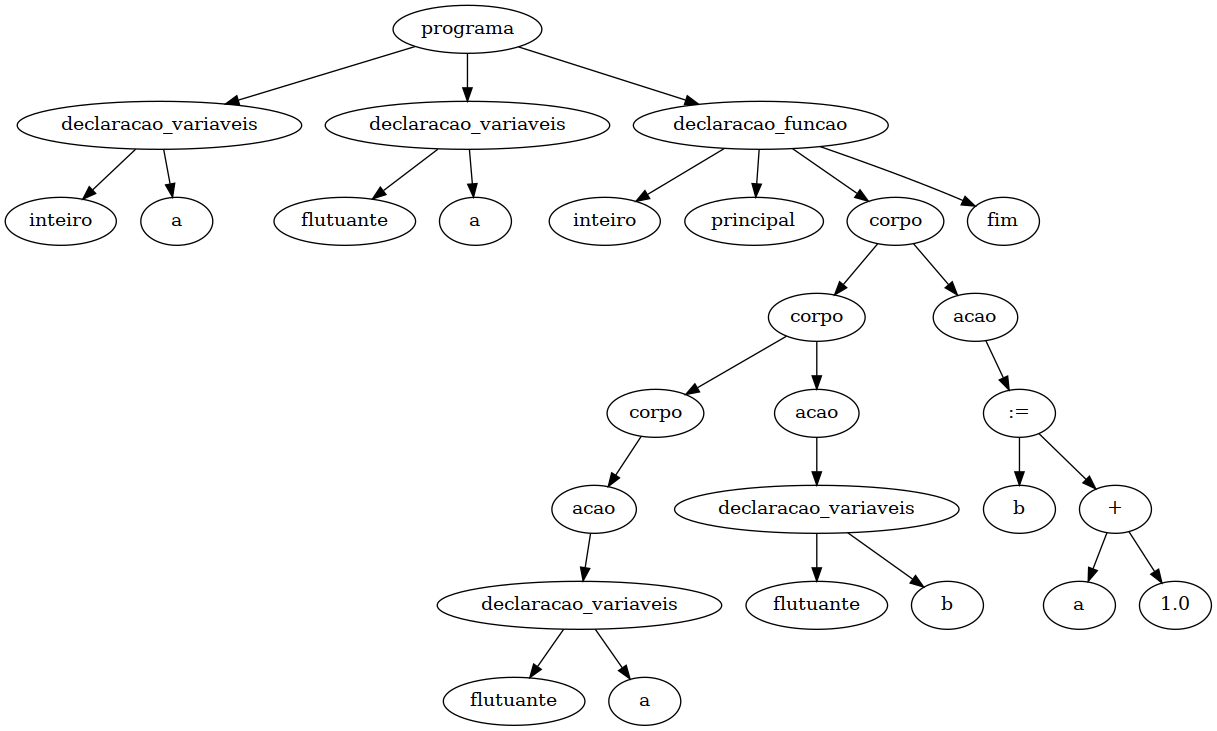 programa
declaracao_variaveis
declaracao_variaveis
declaracao_funcao
inteiro
a
flutuante
a
inteiro
principal
corpo
fim
corpo
acao
corpo
acao
:=
acao
declaracao_variaveis
b
+
declaracao_variaveis
flutuante
b
a
1.0
flutuante
a